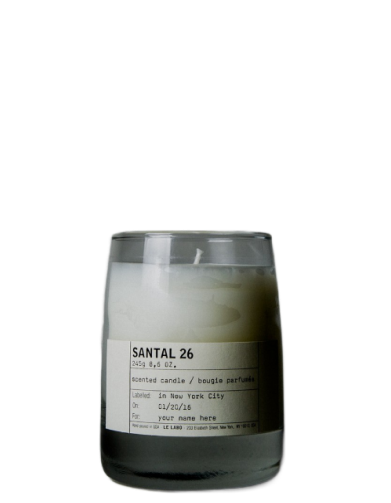 SANTAL 26
245g 8,6 OZ.
scented candle / bougie parfumée
Labelled: in New York City
On: 01/20/16
For: your name here
LE LABO